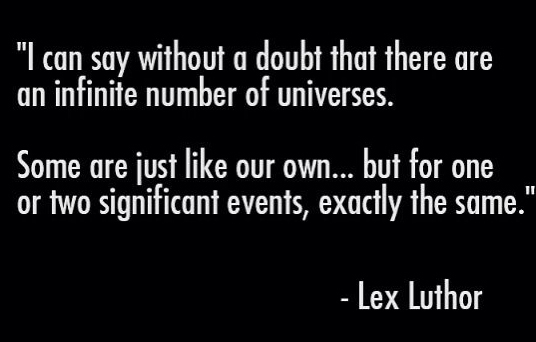 "I can say without a doubt that there are
an infinite number of universes.
Some are just like our own... but for one
or two significant events, exactly the same."
- Lex Luthor